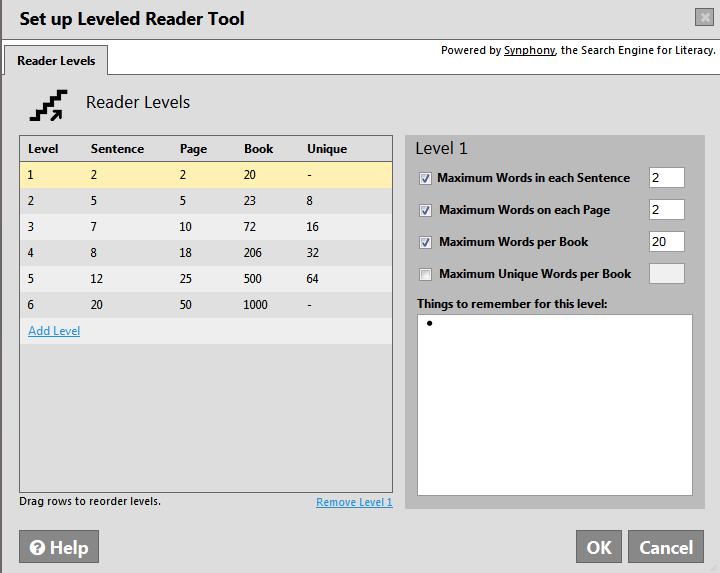 Set up Leveled Reader Tool
Powered by Synphony, the Search Engine for Literacy.
Reader Levels
Reader Levels
Level Sentence Page Book Unique
1 2 2 20 -
2 5 5 23 8
3 7 10 72 16
4 8 18 206 32
5 12 25 500 64
6 20 50 1000 -
Add Level
Drag rows to reorder levels. Remove Level 1
Level 1
Maximum Words in each Sentence 2
Maximum Words on each Page 2
Maximum Words per Book 20
Maximum Unique Words per Book
Things to remember for this level:
•
? Help OK Cancel